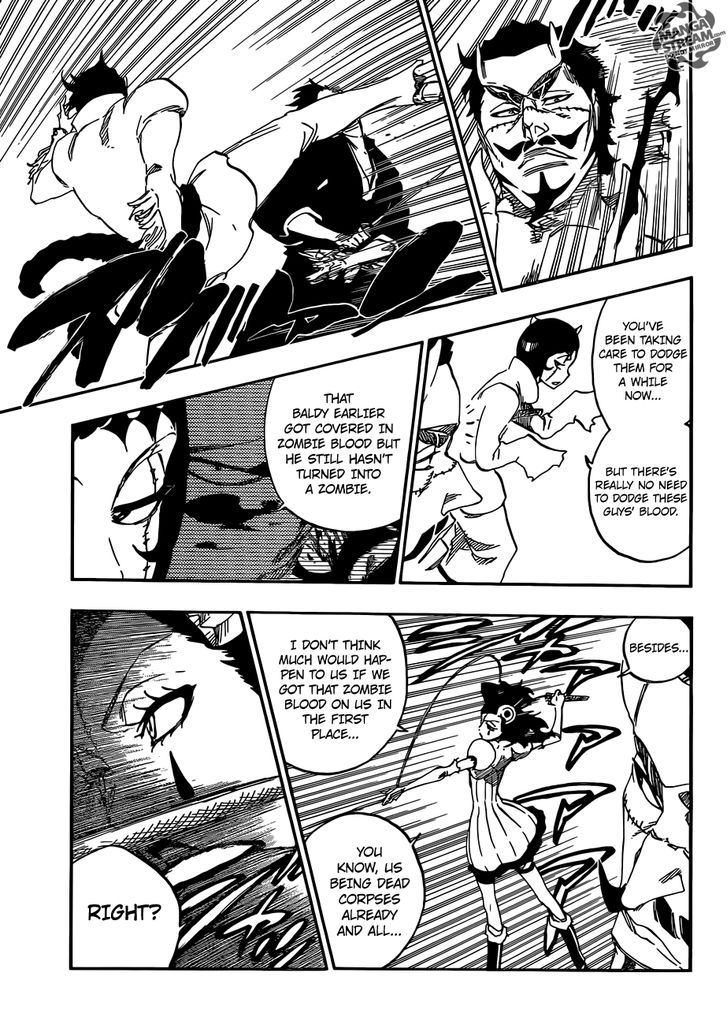 MANGA
STREAM.com
YOU'VE
BEEN TAKING
CARE TO DODGE
THEM FOR
A WHILE
NOW...
BUT THERE'S
REALLY NO NEED
TO DODGE THESE
GUYS' BLOOD.
THAT
BALDY EARLIER
GOT COVERED IN
ZOMBIE BLOOD BUT
HE STILL HASN'T
TURNED INTO
A ZOMBIE.
BESIDES...
I DON'T THINK
MUCH WOULD HAP-
PEN TO US IF WE
GOT THAT ZOMBIE
BLOOD ON US IN
THE FIRST
PLACE...
YOU
KNOW, US
BEING DEAD
CORPSES
ALREADY
AND ALL...
RIGHT?